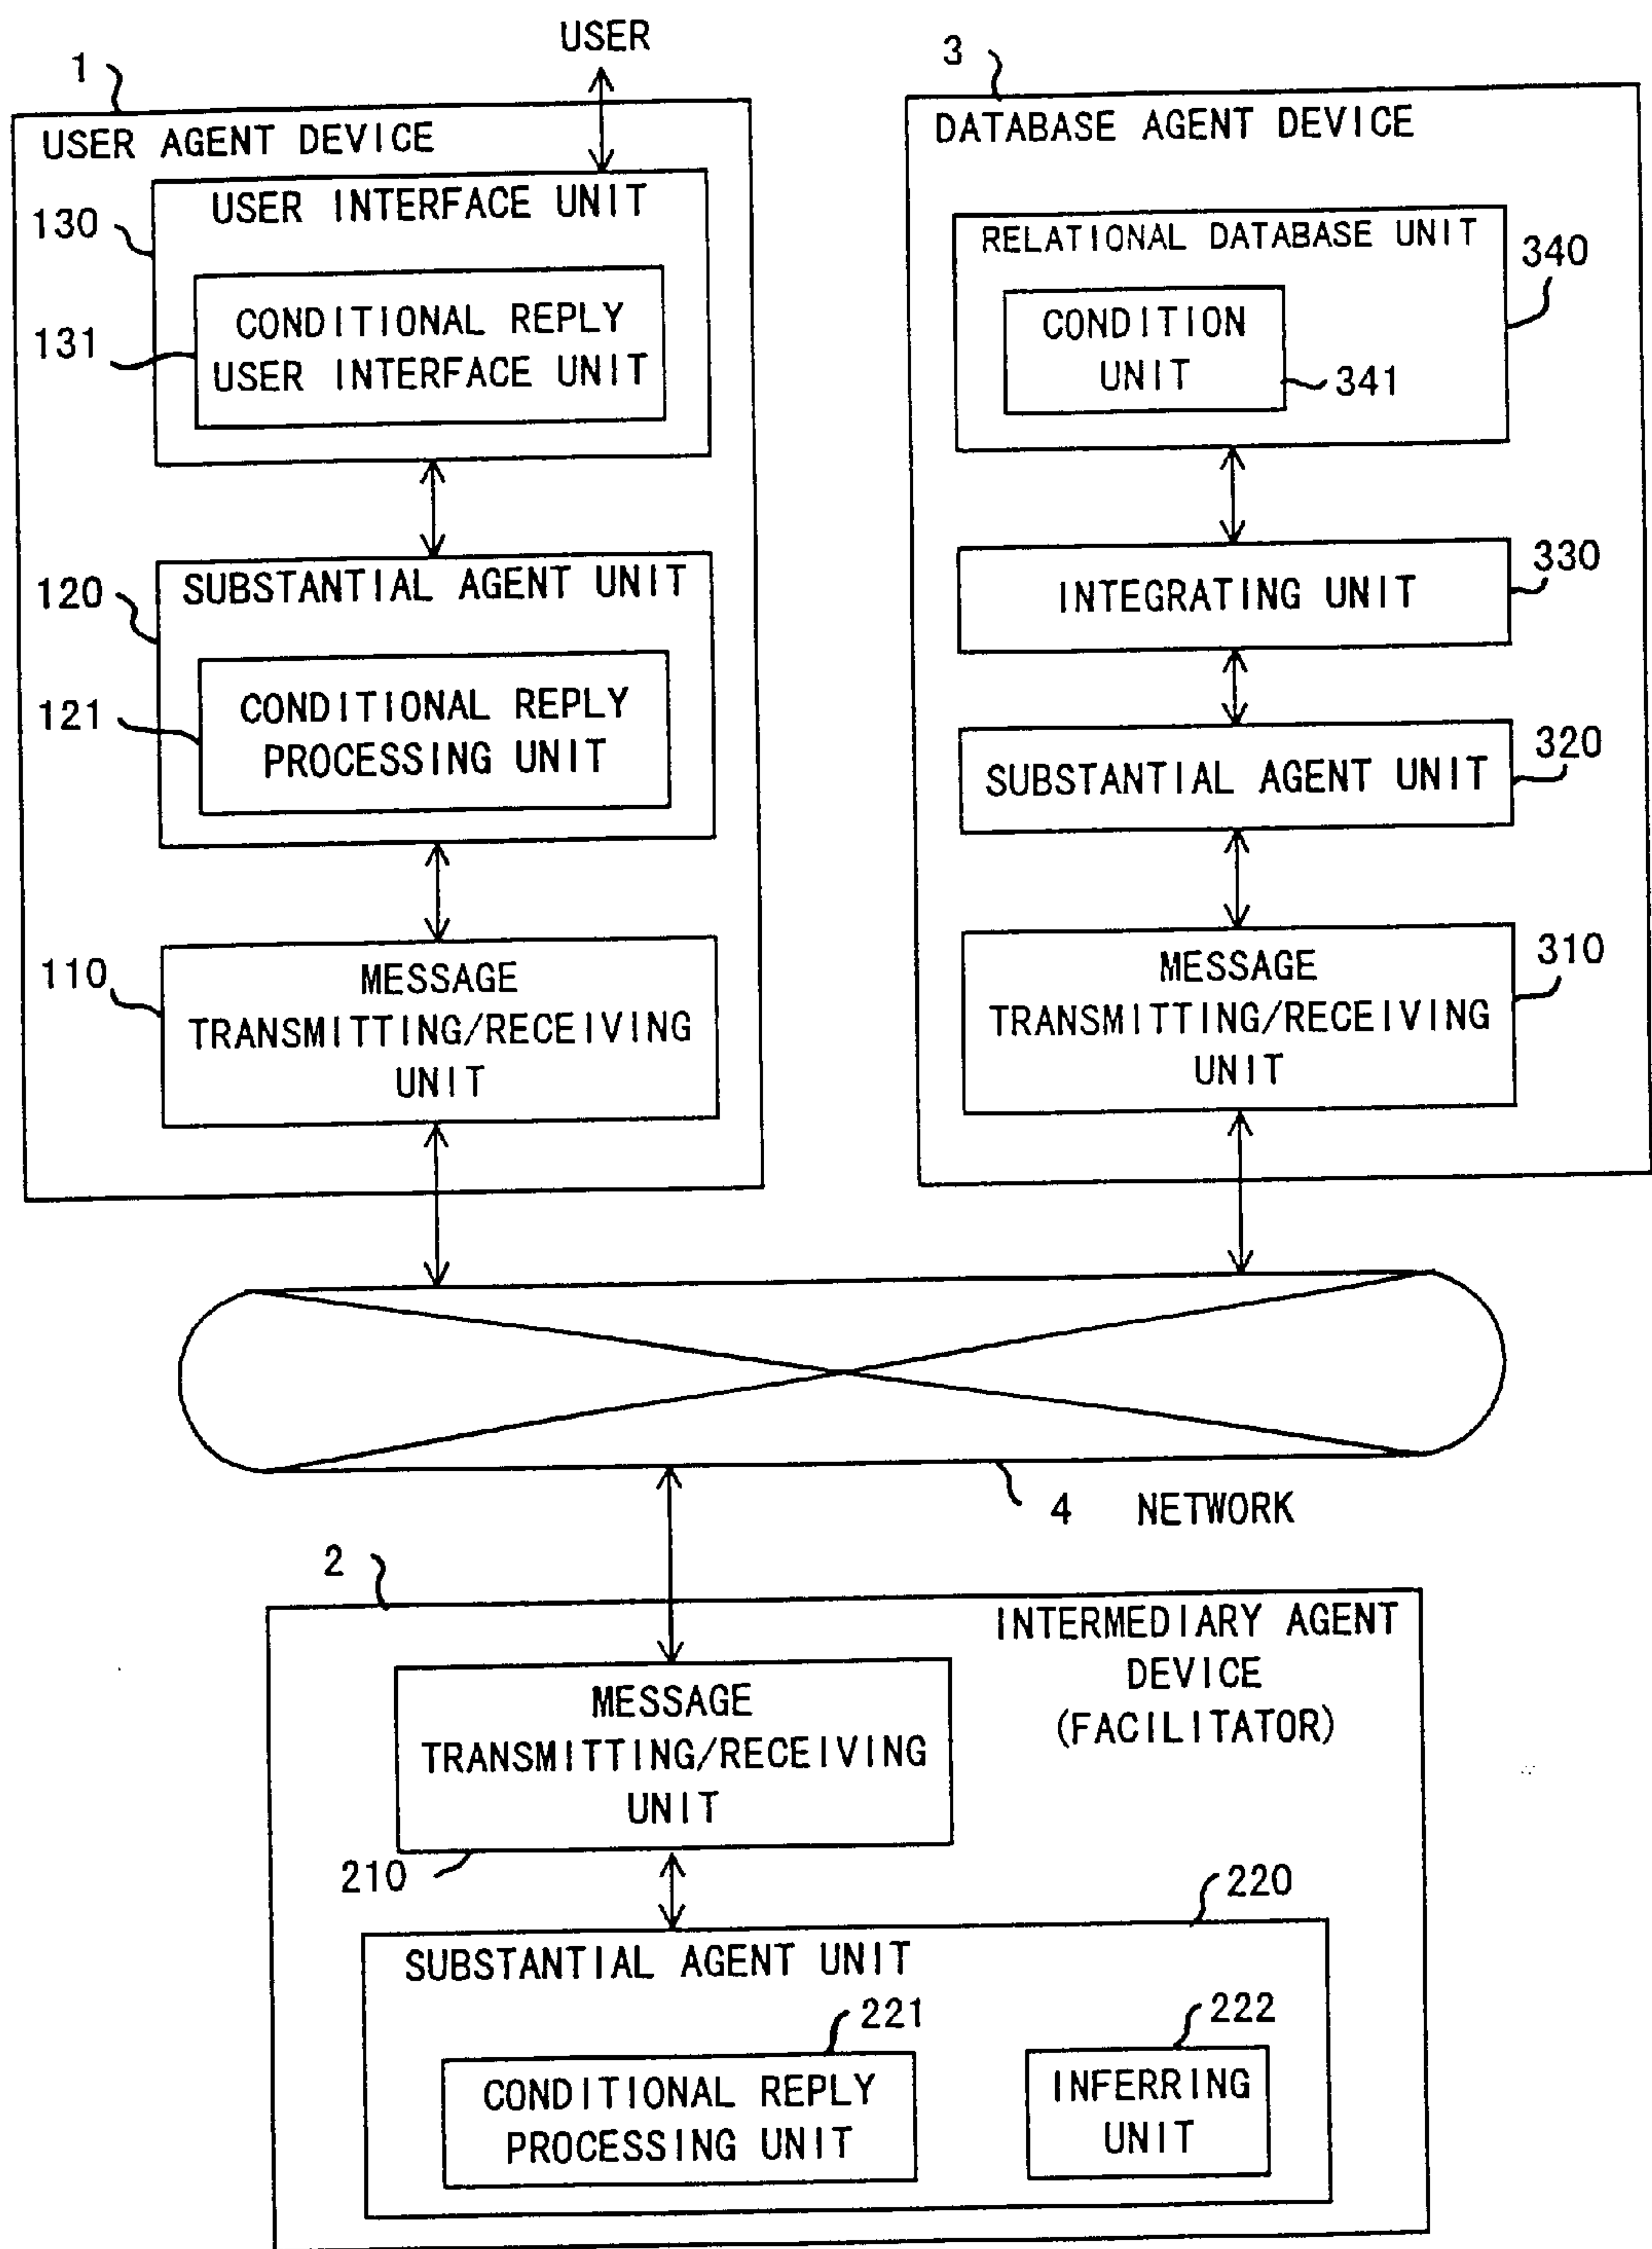 USER
1
USER AGENT DEVICE
130
USER INTERFACE UNIT
131
CONDITIONAL REPLY
USER INTERFACE UNIT
120
SUBSTANTIAL AGENT UNIT
121
CONDITIONAL REPLY
PROCESSING UNIT
110
MESSAGE
TRANSMITTING/RECEIVING
UNIT
3
DATABASE AGENT DEVICE
RELATIONAL DATABASE UNIT
340
CONDITION
UNIT
341
INTEGRATING UNIT
330
SUBSTANTIAL AGENT UNIT
320
MESSAGE
TRANSMITTING/RECEIVING
UNIT
310
4 NETWORK
2
INTERMEDIARY AGENT
DEVICE
(FACILITATOR)
MESSAGE
TRANSMITTING/RECEIVING
UNIT
210
220
SUBSTANTIAL AGENT UNIT
221
CONDITIONAL REPLY
PROCESSING UNIT
222
INFERRING
UNIT